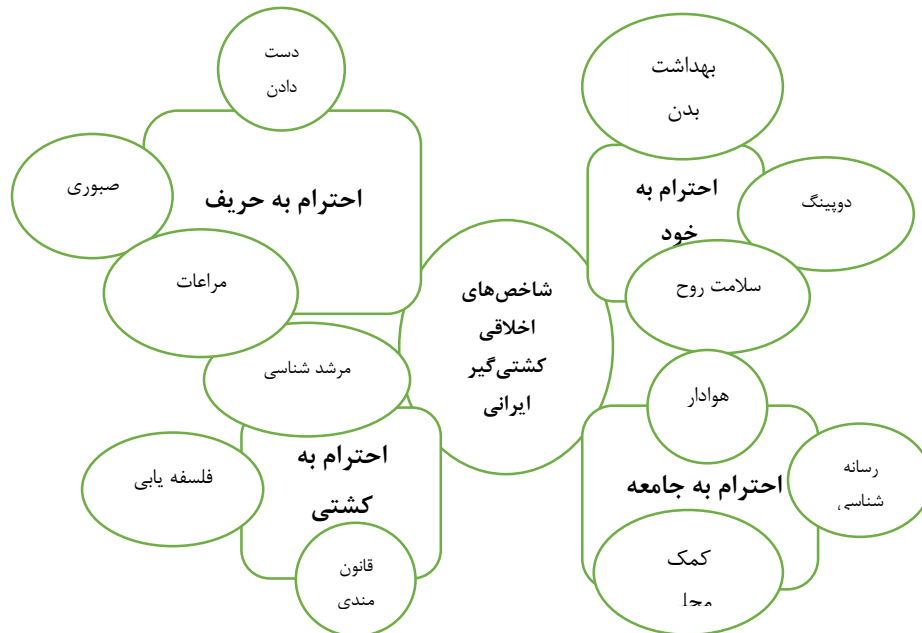 شاخص‌های
اخلاقی
کشتی‌گیر
ایرانی
احترام به
خود
بهداشت
بدن
دوپینگ
سلامت روح
احترام به حریف
دست
دادن
صبوری
مراعات
احترام به
کشتی
مرشد شناسی
فلسفه یابی
قانون
مندی
احترام به جامعه
هوادار
رسانه
شناسی
کمک